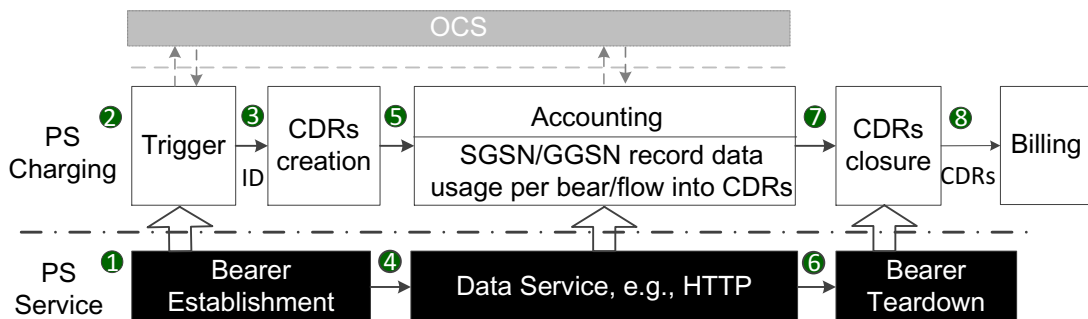 OCS
PS
Charging
2
Trigger
3
ID
CDRs
creation
5
Accounting
SGSN/GGSN record data
usage per bear/flow into CDRs
7
CDRs
closure
8
CDRs
Billing
PS
Service
1
Bearer
Establishment
4
Data Service, e.g., HTTP
6
Bearer
Teardown